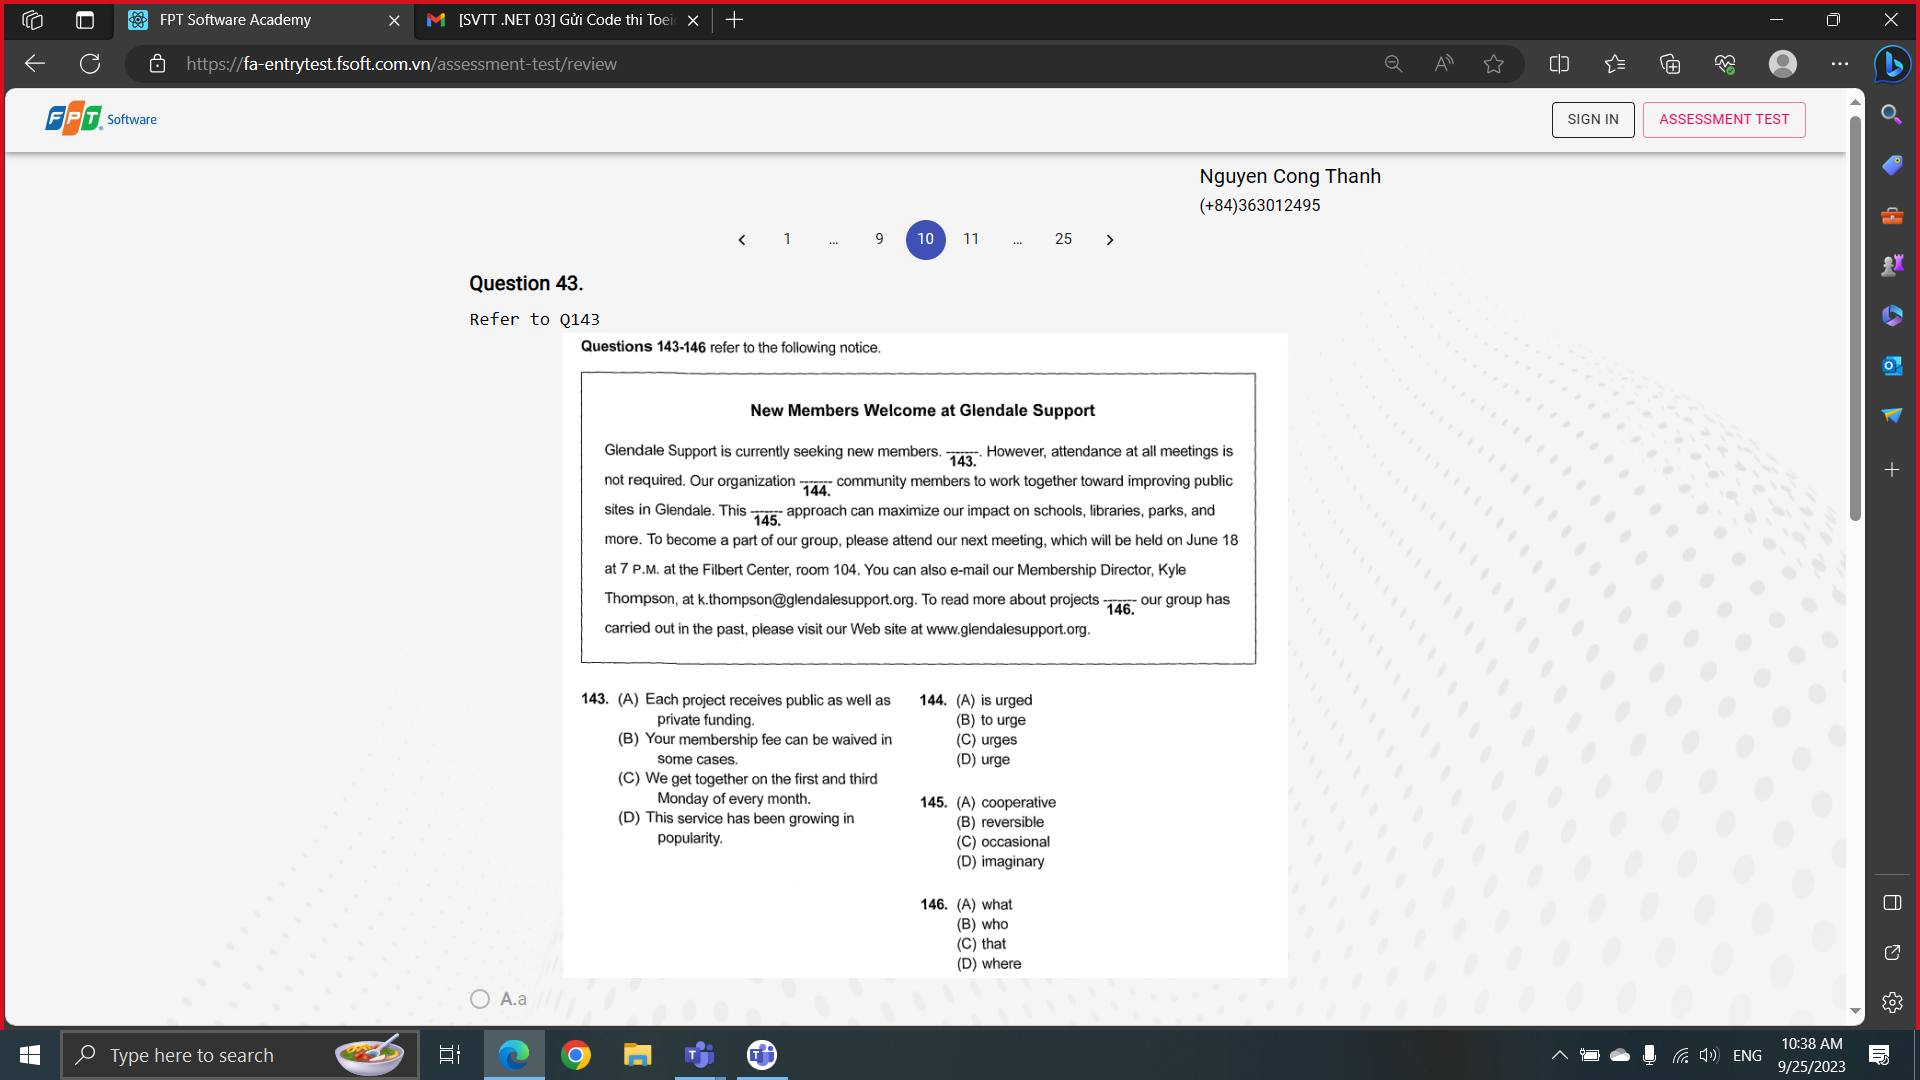 FPT Software Academy
[SVTT .NET 03] Gửi Code thi Toei
https://fa-entrytest.fsoft.com.vn/assessment-test/review
FPT Software
SIGN IN
ASSESSMENT TEST
Nguyen Cong Thanh
(+84)363012495
1 ... 9 10 11 ... 25
Question 43.
Refer to Q143
Questions 143-146 refer to the following notice.
New Members Welcome at Glendale Support
Glendale Support is currently seeking new members. -------. However, attendance at all meetings is
143.
not required. Our organization ------- community members to work together toward improving public
144.
sites in Glendale. This ------- approach can maximize our impact on schools, libraries, parks, and
145.
more. To become a part of our group, please attend our next meeting, which will be held on June 18
at 7 P.M. at the Filbert Center, room 104. You can also e-mail our Membership Director, Kyle
Thompson, at k.thompson@glendalesupport.org. To read more about projects ------- our group has
146.
carried out in the past, please visit our Web site at www.glendalesupport.org.
143. (A) Each project receives public as well as
private funding.
(B) Your membership fee can be waived in
some cases.
(C) We get together on the first and third
Monday of every month.
(D) This service has been growing in
popularity.
144. (A) is urged
(B) to urge
(C) urges
(D) urge
145. (A) cooperative
(B) reversible
(C) occasional
(D) imaginary
146. (A) what
(B) who
(C) that
(D) where
A.a
Type here to search
ENG
10:38 AM
9/25/2023